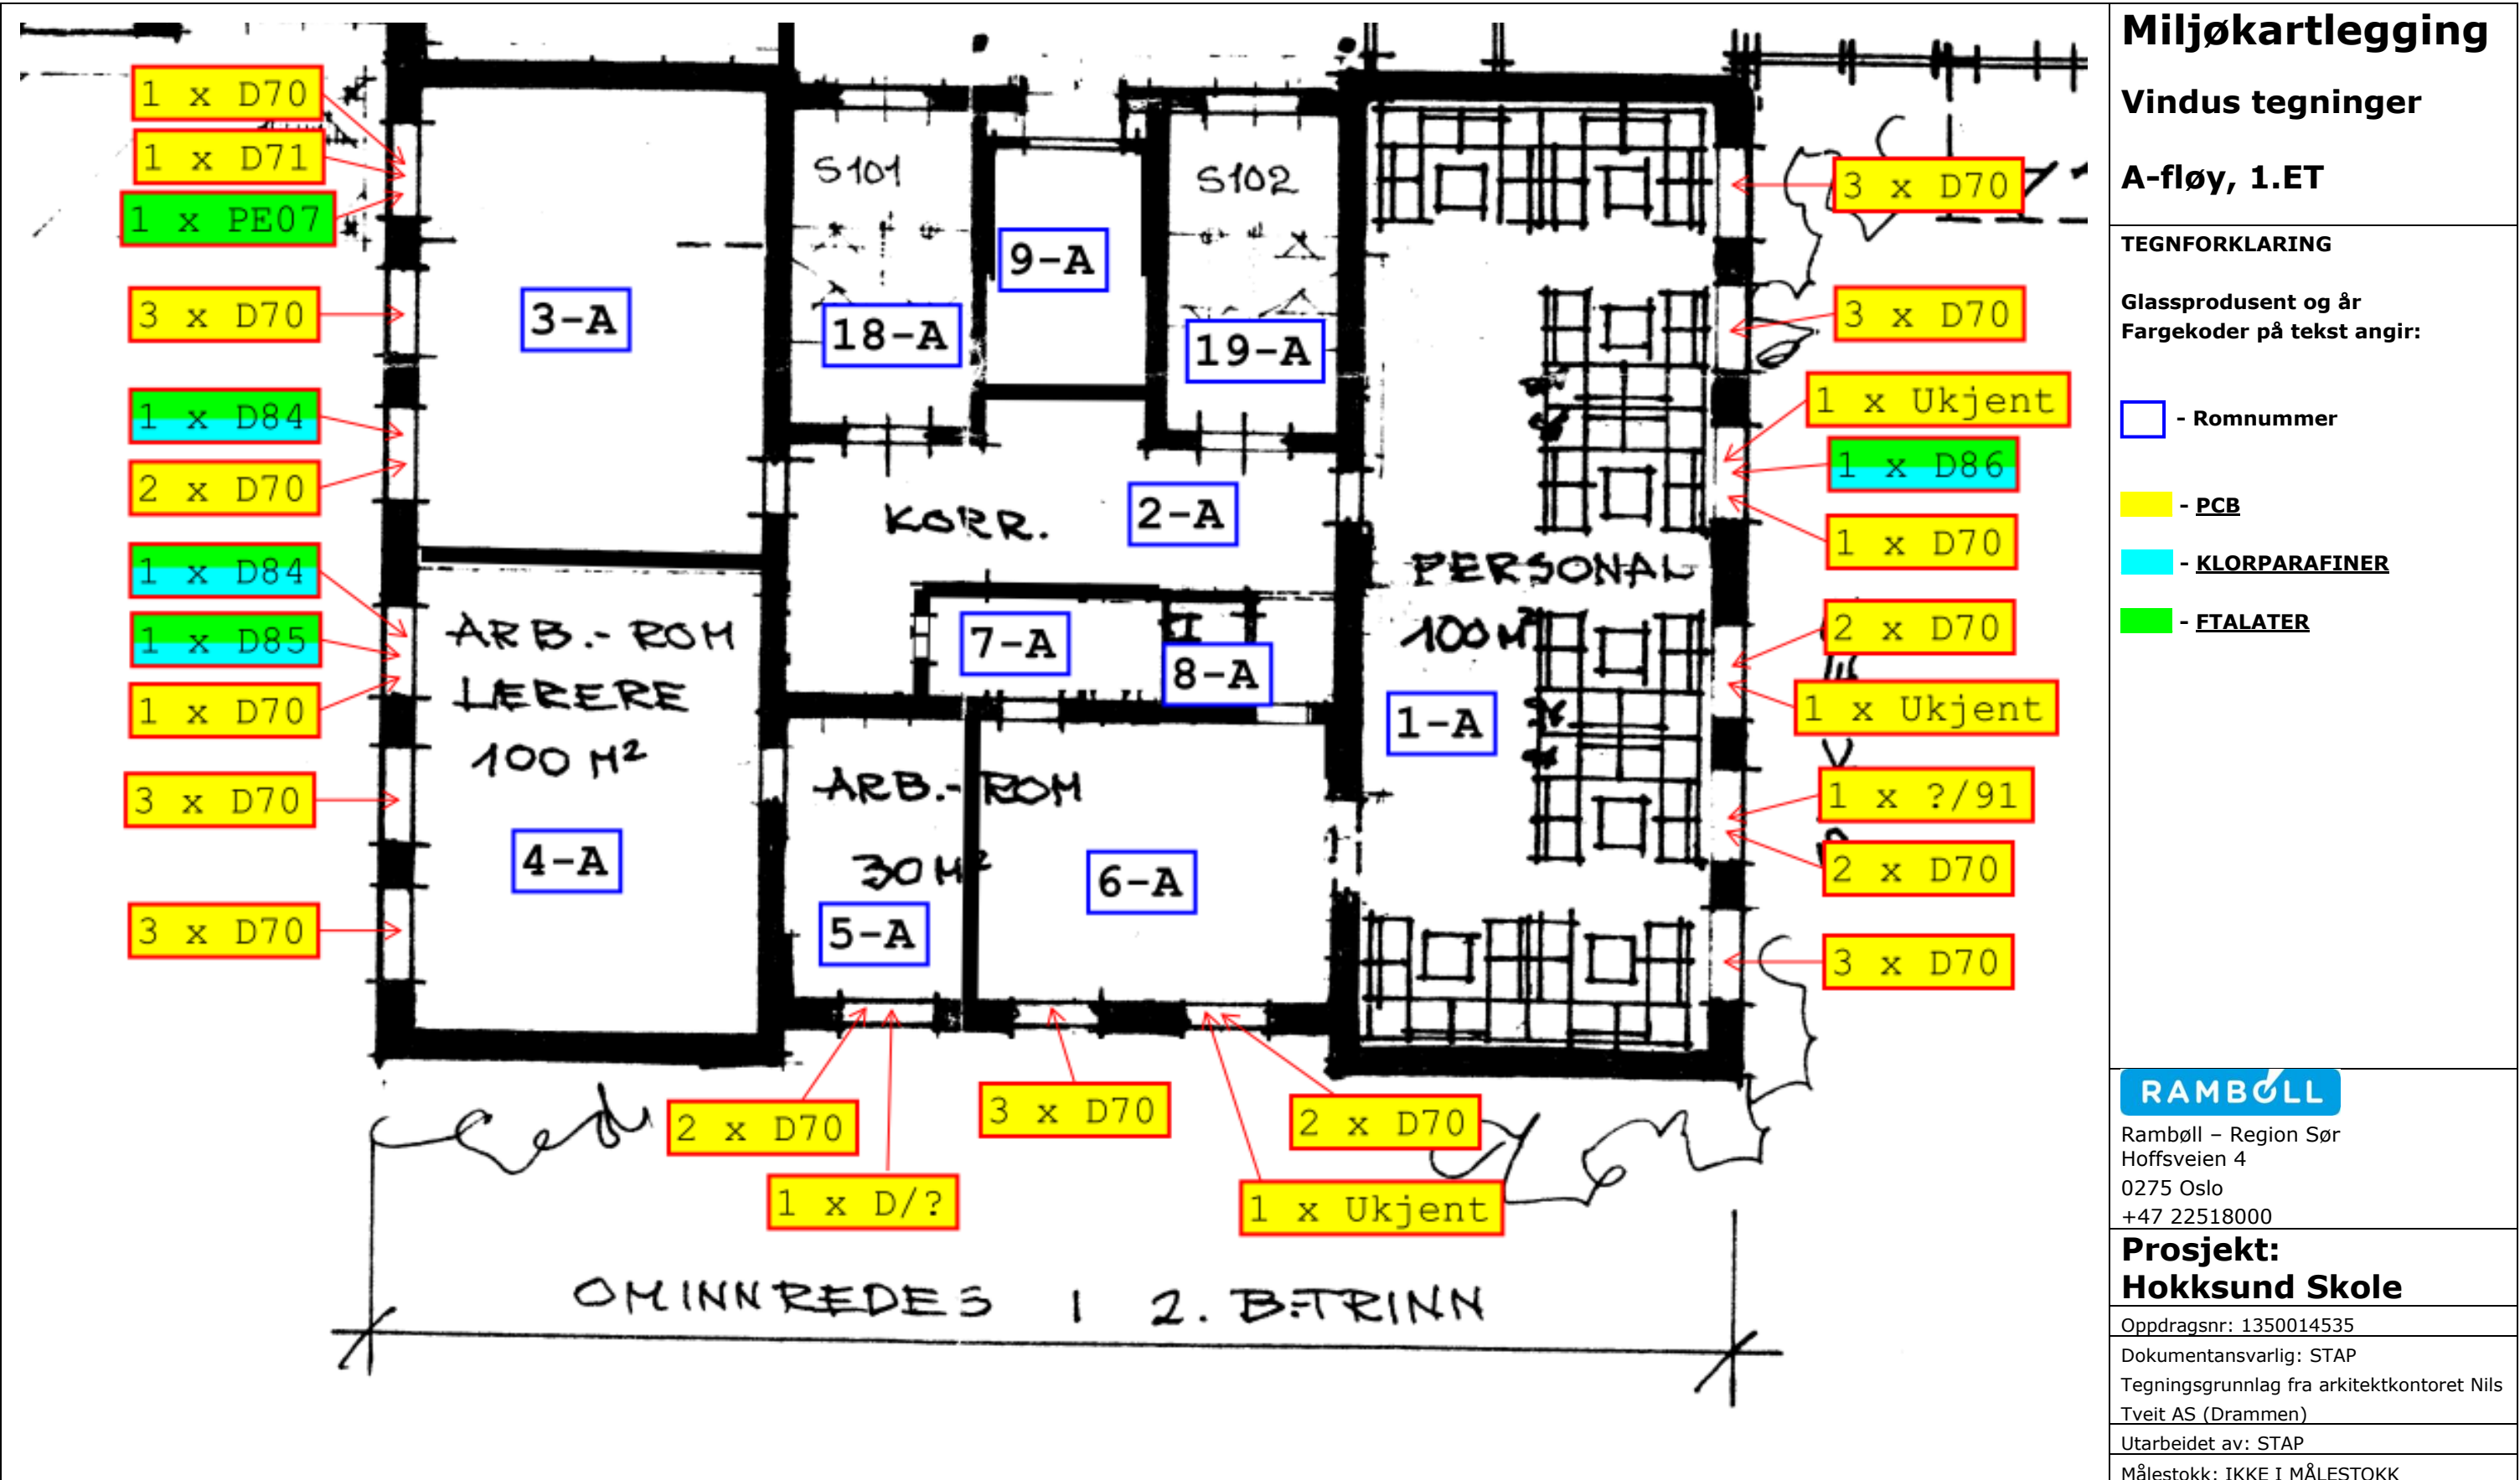 1 x D70
1 x D71
1 x PE07
3 x D70
1 x D84
2 x D70
1 x D84
1 x D85
1 x D70
3 x D70
3 x D70
3-A
S101
18-A
9-A
S102
19-A
KORR.
2-A
7-A
8-A
ARB.-ROM
LÆRERE
100 M²
4-A
ARB.-ROM
30 M²
5-A
6-A
PERSONAL
100 M²
1-A
3 x D70
3 x D70
1 x Ukjent
1 x D86
1 x D70
2 x D70
1 x Ukjent
1 x ?/91
2 x D70
3 x D70
2 x D70
1 x D/?
3 x D70
2 x D70
1 x Ukjent
OMINNREDES I 2. B.TRINN
Miljøkartlegging
Vindus tegninger
A-fløy, 1.ET
TEGNFORKLARING
Glassprodusent og år
Fargekoder på tekst angir:
- Romnummer
- PCB
- KLORPARAFINER
- FTALATER
RAMBOLL
Rambøll – Region Sør
Hoffsveien 4
0275 Oslo
+47 22518000
Prosjekt:
Hokksund Skole
Oppdragsnr: 1350014535
Dokumentansvarlig: STAP
Tegningsgrunnlag fra arkitektkontoret Nils
Tveit AS (Drammen)
Utarbeidet av: STAP
Målestokk: IKKE I MÅLESTOKK